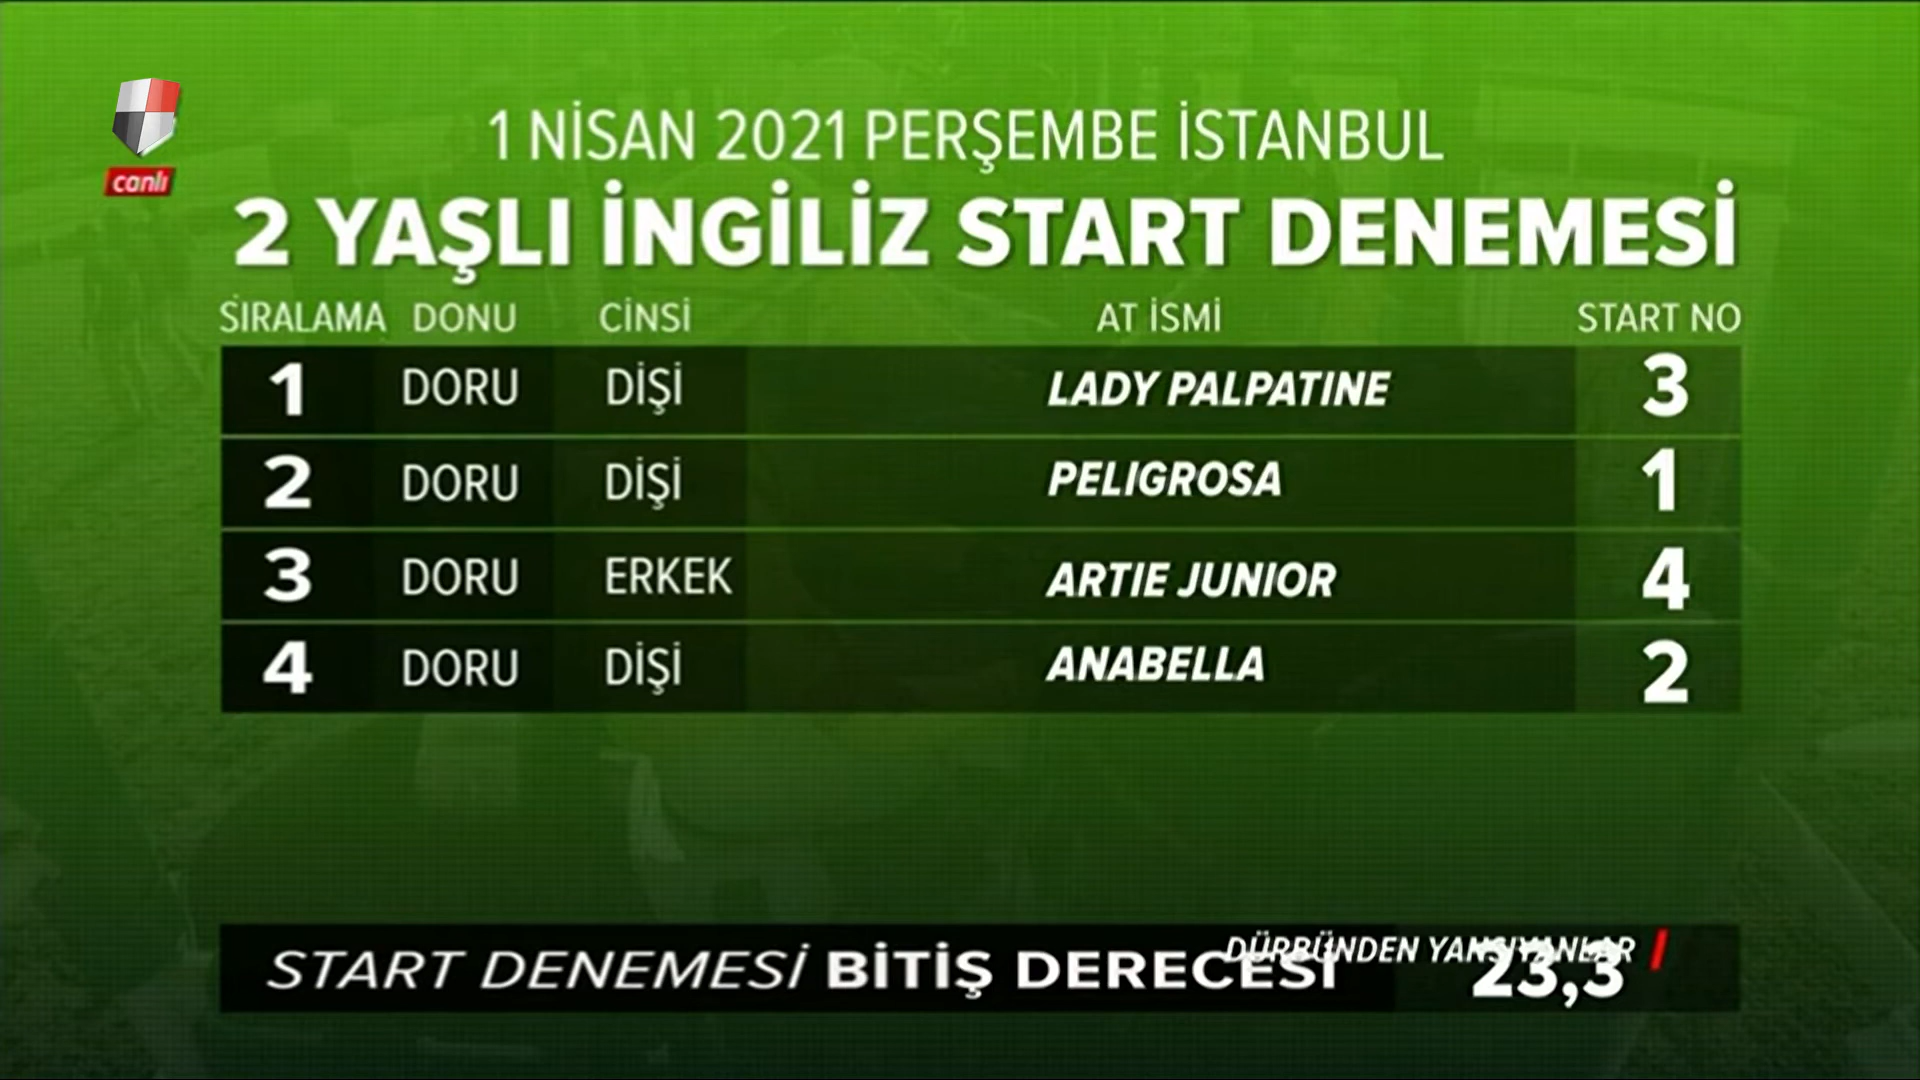 canlı
1 NİSAN 2021 PERŞEMBE İSTANBUL
2 YAŞLI İNGİLİZ START DENEMESİ
SIRALAMA DONU CİNSİ AT İSMİ START NO
1 DORU DİŞİ LADY PALPATINE 3
2 DORU DİŞİ PELIGROSA 1
3 DORU ERKEK ARTIE JUNIOR 4
4 DORU DİŞİ ANABELLA 2
DÜRBÜNDEN YANSIYANLAR
START DENEMESİ BİTİŞ DERECESİ 23,3